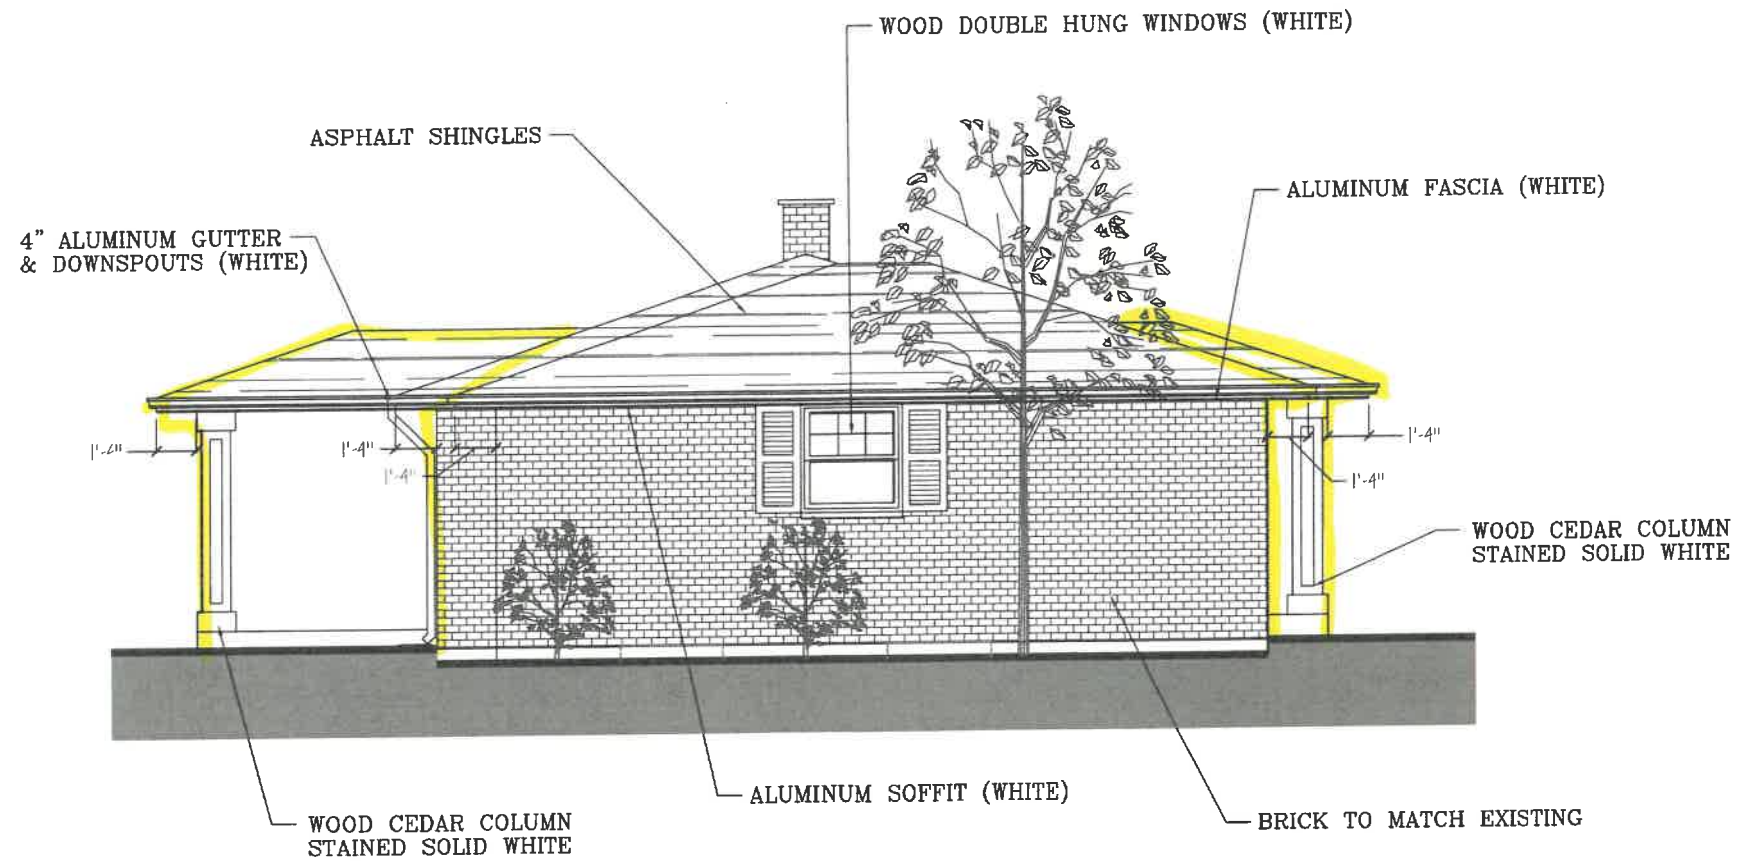 WOOD DOUBLE HUNG WINDOWS (WHITE)
ASPHALT SHINGLES
ALUMINUM FASCIA (WHITE)
4" ALUMINUM GUTTER
& DOWNSPOUTS (WHITE)
1'-4"
1'-4"
1'-4"
1'-4"
1'-4"
WOOD CEDAR COLUMN
STAINED SOLID WHITE
ALUMINUM SOFFIT (WHITE)
BRICK TO MATCH EXISTING
WOOD CEDAR COLUMN
STAINED SOLID WHITE